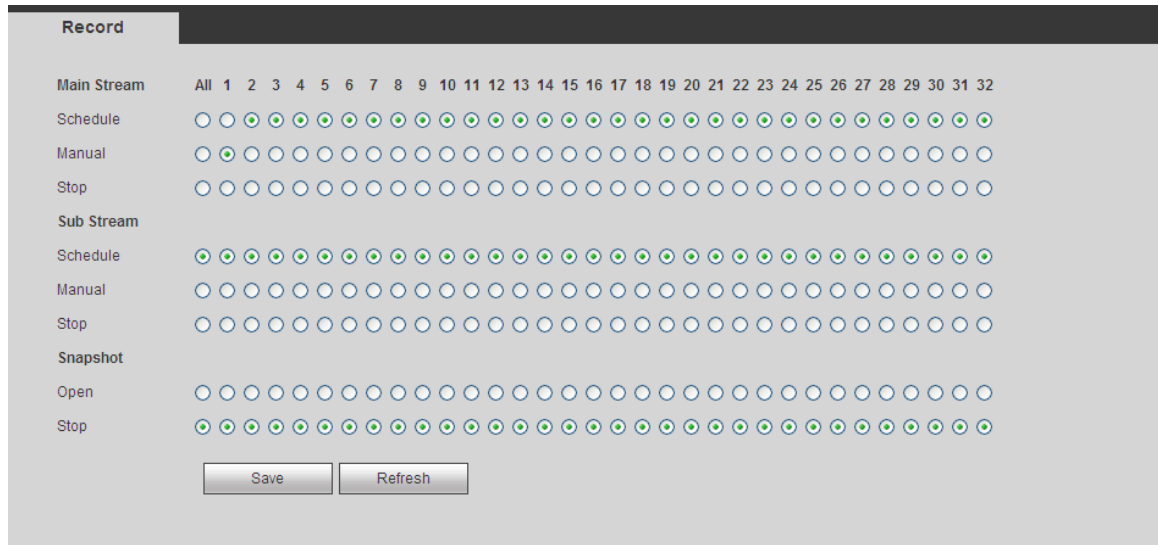 Record
Main Stream All 1 2 3 4 5 6 7 8 9 10 11 12 13 14 15 16 17 18 19 20 21 22 23 24 25 26 27 28 29 30 31 32
Schedule
Manual
Stop
Sub Stream
Schedule
Manual
Stop
Snapshot
Open
Stop
Save Refresh